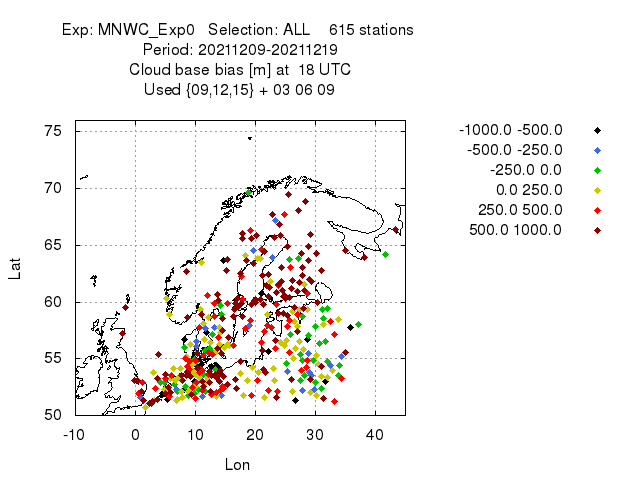 Exp: MNWC_Exp0 Selection: ALL 615 stations
Period: 20211209-20211219
Cloud base bias [m] at 18 UTC
Used {09,12,15} + 03 06 09
-1000.0 -500.0
-500.0 -250.0
-250.0 0.0
0.0 250.0
250.0 500.0
500.0 1000.0
75
70
65
60
55
50
Lat
-10 0 10 20 30 40
Lon